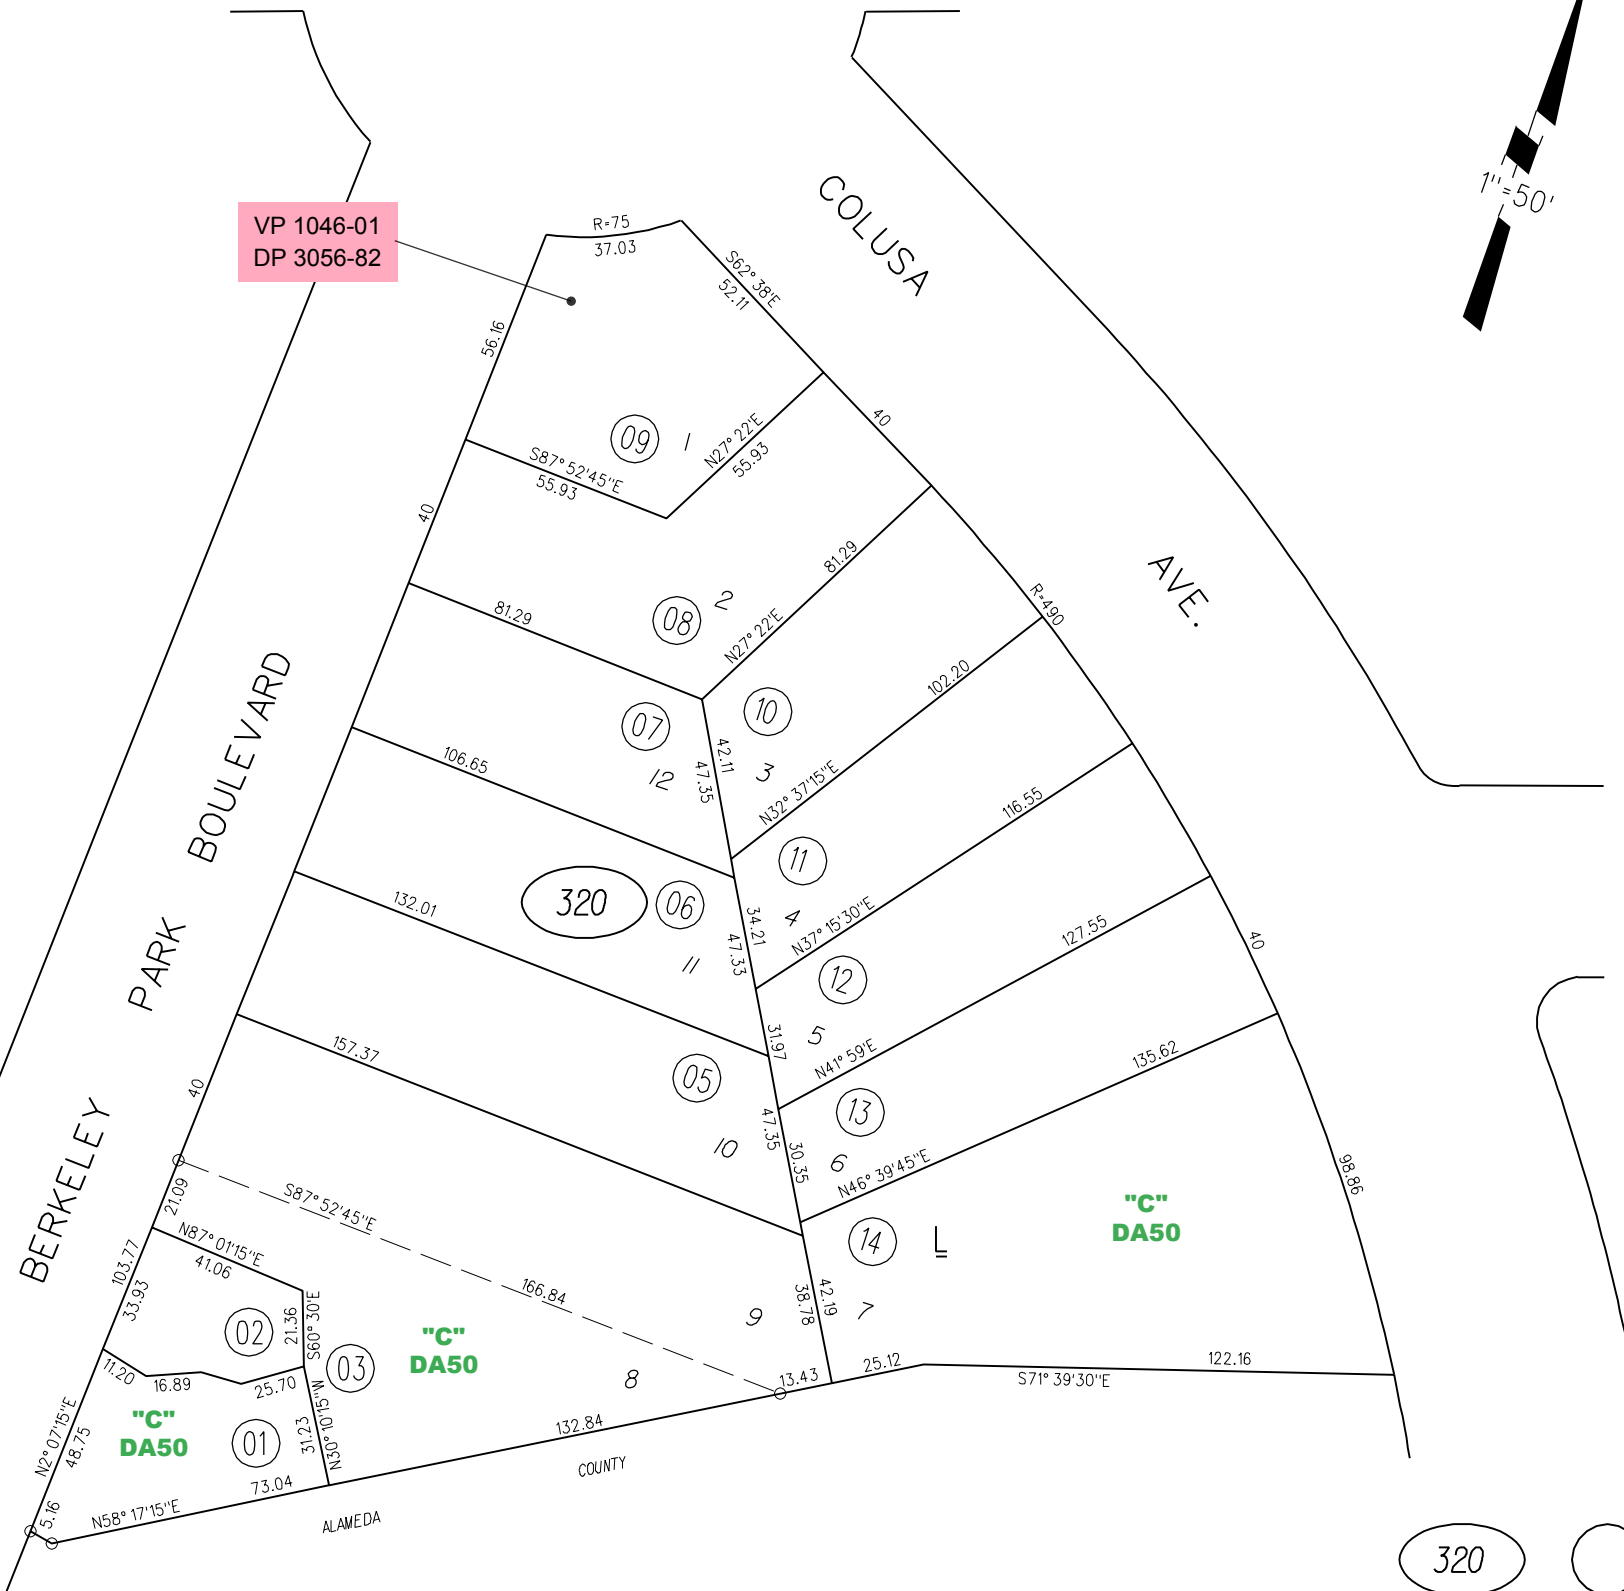 VP 1046-01
DP 3056-82
R=75
37.03
S62° 38'E
52.11
COLUSA
AVE.
1"=50'
56.16
09
1
S87° 52'45"E
55.93
N27° 22'E
55.93
40
40
81.29
08
2
81.29
N27° 22'E
R=490
07
12
10
3
42.11
47.35
102.20
N32° 37'15"E
106.65
BERKELEY PARK BOULEVARD
320
06
11
11
4
34.21
47.33
116.55
N37° 15'30"E
132.01
12
5
31.97
127.55
N41° 59'E
40
157.37
05
10
47.35
30.35
13
6
135.62
N46° 39'45"E
40
98.86
"C"
DA50
14
L
7
42.19
38.78
9
21.09
S87° 52'45"E
166.84
N87° 01'15"E
41.06
103.77
33.93
02
21.36
S60° 30'E
03
"C"
DA50
8
13.43
25.12
122.16
S71° 39'30"E
11.20
16.89
25.70
"C"
DA50
01
31.23
N30° 10'15"W
132.84
N2° 07'15"E
48.75
5.16
N58° 17'15"E
73.04
ALAMEDA
COUNTY
320